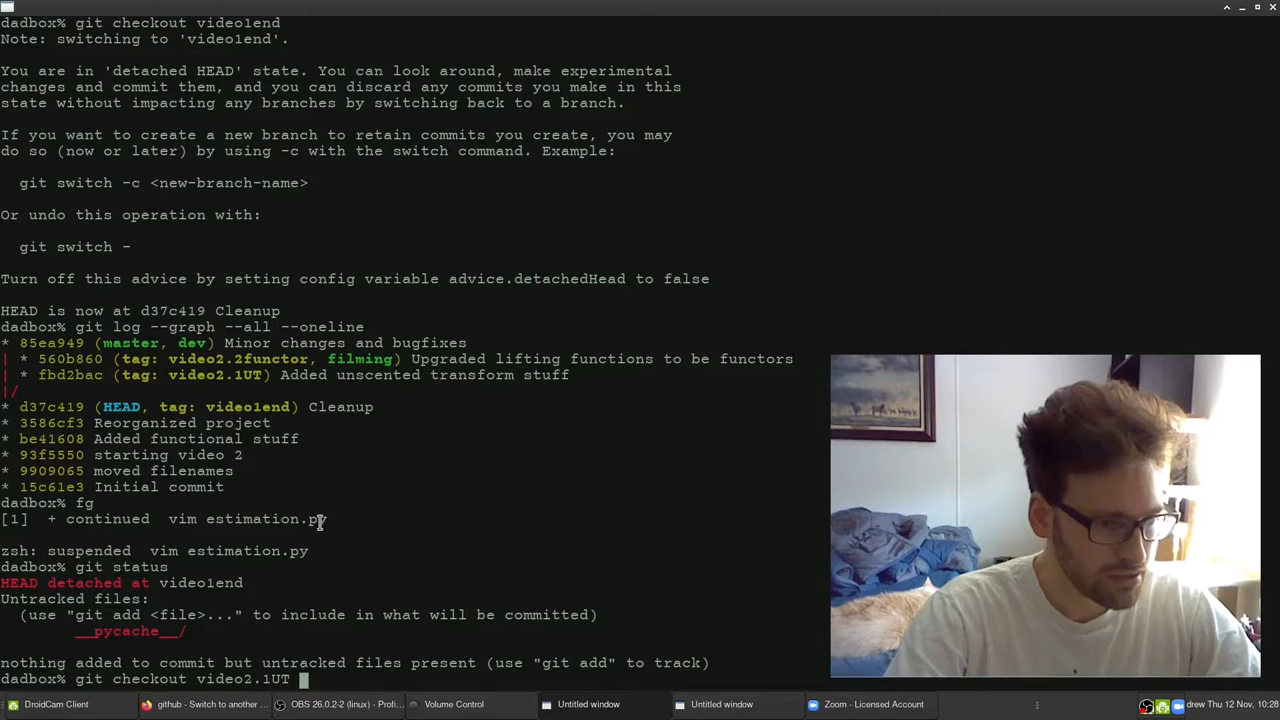 dadbox% git checkout video1end
Note: switching to 'video1end'.
You are in 'detached HEAD' state. You can look around, make experimental
changes and commit them, and you can discard any commits you make in this
state without impacting any branches by switching back to a branch.
If you want to create a new branch to retain commits you create, you may
do so (now or later) by using -c with the switch command. Example:
git switch -c <new-branch-name>
Or undo this operation with:
git switch -
Turn off this advice by setting config variable advice.detachedHead to false
HEAD is now at d37c419 Cleanup
dadbox% git log --graph --all --oneline
* 85ea949 (master, dev) Minor changes and bugfixes
| * 560b860 (tag: video2.2functor, filming) Upgraded lifting functions to be functors
| * fbd2bac (tag: video2.1UT) Added unscented transform stuff
|/
* d37c419 (HEAD, tag: video1end) Cleanup
* 3586cf3 Reorganized project
* be41608 Added functional stuff
* 93f5550 starting video 2
* 9909065 moved filenames
* 15c61e3 Initial commit
dadbox% fg
[1]  + continued  vim estimation.py
zsh: suspended  vim estimation.py
dadbox% git status
HEAD detached at video1end
Untracked files:
(use "git add <file>..." to include in what will be committed)
__pycache__/
nothing added to commit but untracked files present (use "git add" to track)
dadbox% git checkout video2.1UT
DroidCam Client
github - Switch to another ...
OBS 26.0.2-2 (linux) - Profi...
Volume Control
Untitled window
Untitled window
Zoom - Licensed Account
drew Thu 12 Nov, 10:28